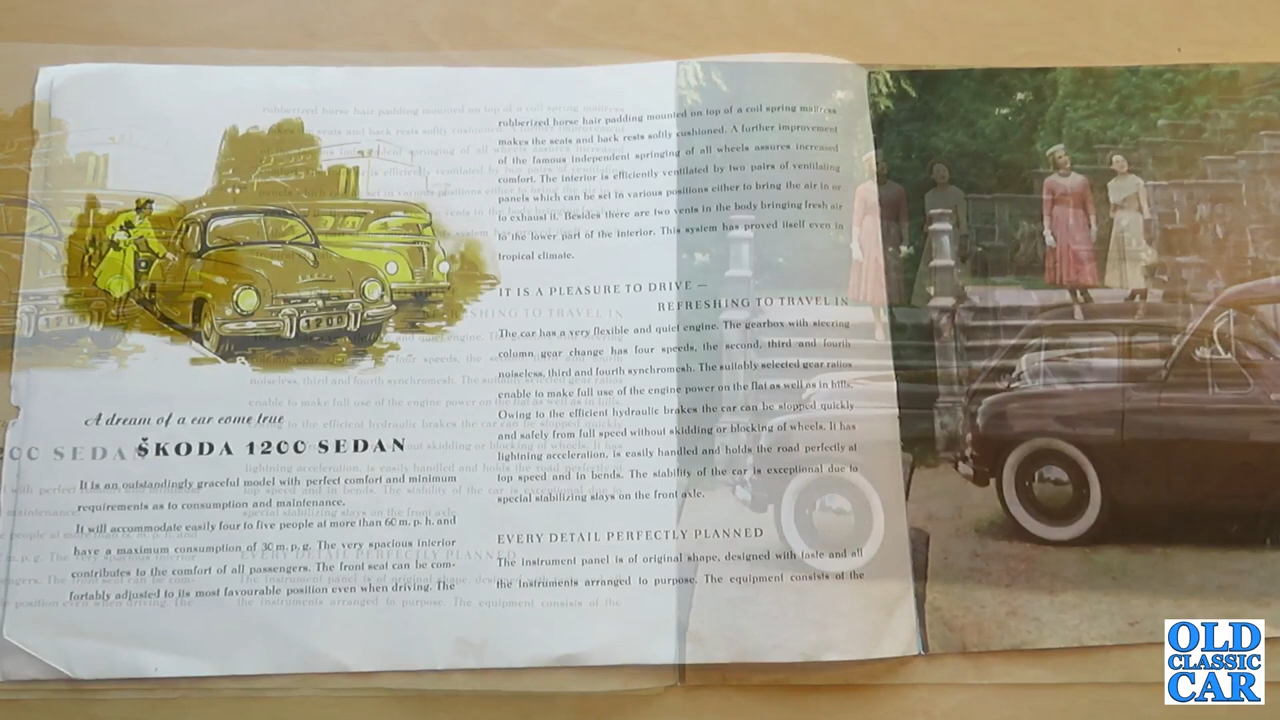 A dream of a car come true
ŠKODA 1200 SEDAN
It is an outstandingly graceful model with perfect comfort and minimum
requirements as to consumption and maintenance.
It will accommodate easily four to five people at more than 60 m. p. h. and
have a maximum consumption of 30 m. p. g. The very spacious interior
contributes to the comfort of all passengers. The front seat can be com-
fortably adjusted to its most favourable position even when driving. The
rubberized horse hair padding mounted on top of a coil spring mattress
makes the seats and back rests softly cushioned. A further improvement
of the famous independent springing of all wheels assures increased
comfort. The interior is efficiently ventilated by two pairs of ventilating
panels which can be set in various positions either to bring the air in or
to exhaust it. Besides there are two vents in the body bringing fresh air
to the lower part of the interior. This system has proved itself even in
tropical climate.
IT IS A PLEASURE TO DRIVE —
REFRESHING TO TRAVEL IN
The car has a very flexible and quiet engine. The gearbox with steering
column gear change has four speeds, the second, third and fourth
noiseless, third and fourth synchromesh. The suitably selected gear ratios
enable to make full use of the engine power on the flat as well as in hills.
Owing to the efficient hydraulic brakes the car can be stopped quickly
and safely from full speed without skidding or blocking of wheels. It has
lightning acceleration, is easily handled and holds the road perfectly at
top speed and in bends. The stability of the car is exceptional due to
special stabilizing stays on the front axle.
EVERY DETAIL PERFECTLY PLANNED
The instrument panel is of original shape, designed with taste and all
the instruments arranged to purpose. The equipment consists of the
1200
OLD
CLASSIC
CAR